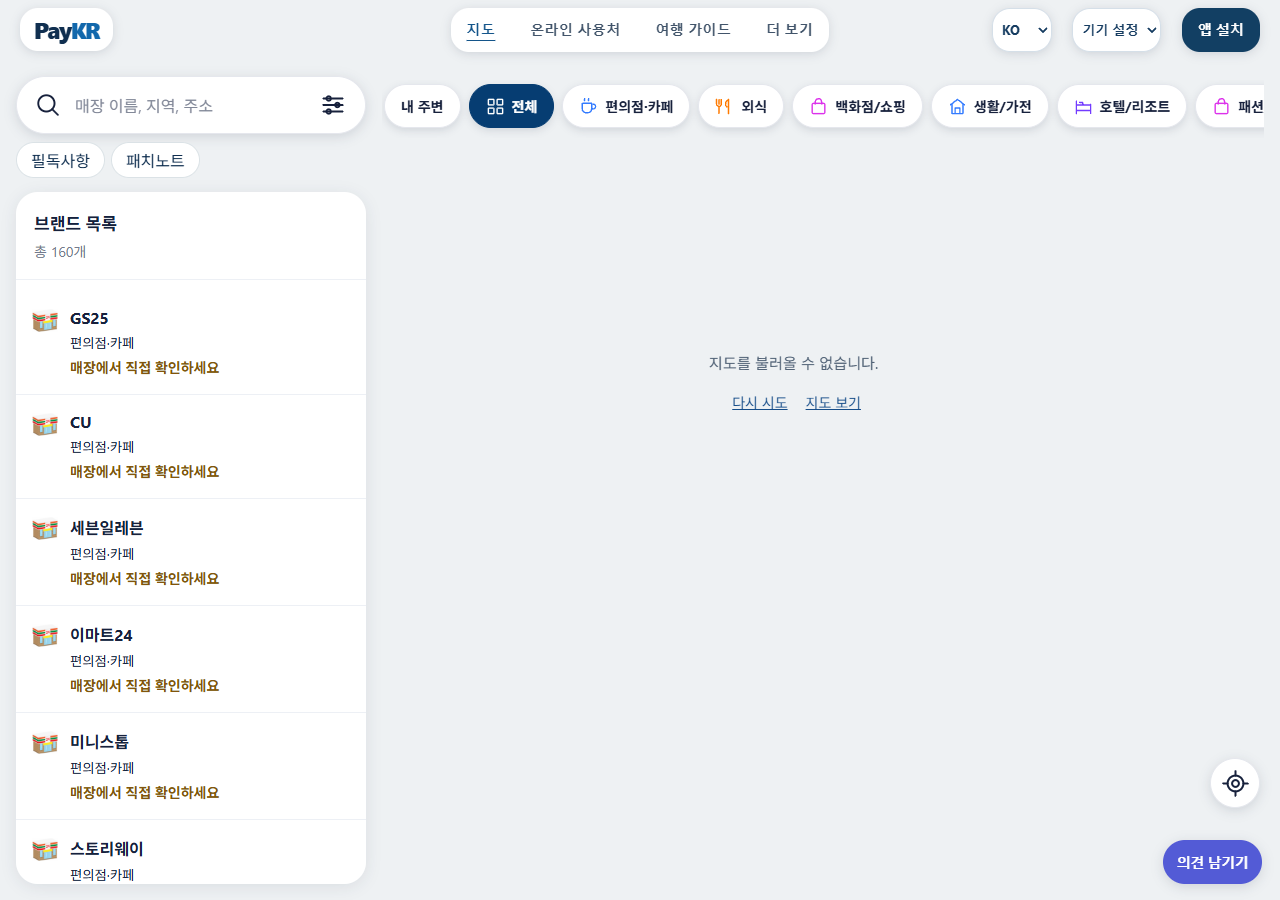 PayKR
지도
온라인 사용처
여행 가이드
더 보기
KO
기기 설정
앱 설치
매장 이름, 지역, 주소
내 주변
전체
편의점·카페
외식
백화점/쇼핑
생활/가전
호텔/리조트
패션
필독사항
패치노트
브랜드 목록
총 160개
GS25
편의점·카페
매장에서 직접 확인하세요
CU
편의점·카페
매장에서 직접 확인하세요
세븐일레븐
편의점·카페
매장에서 직접 확인하세요
이마트24
편의점·카페
매장에서 직접 확인하세요
미니스톱
편의점·카페
매장에서 직접 확인하세요
스토리웨이
편의점·카페
지도를 불러올 수 없습니다.
다시 시도
지도 보기
의견 남기기